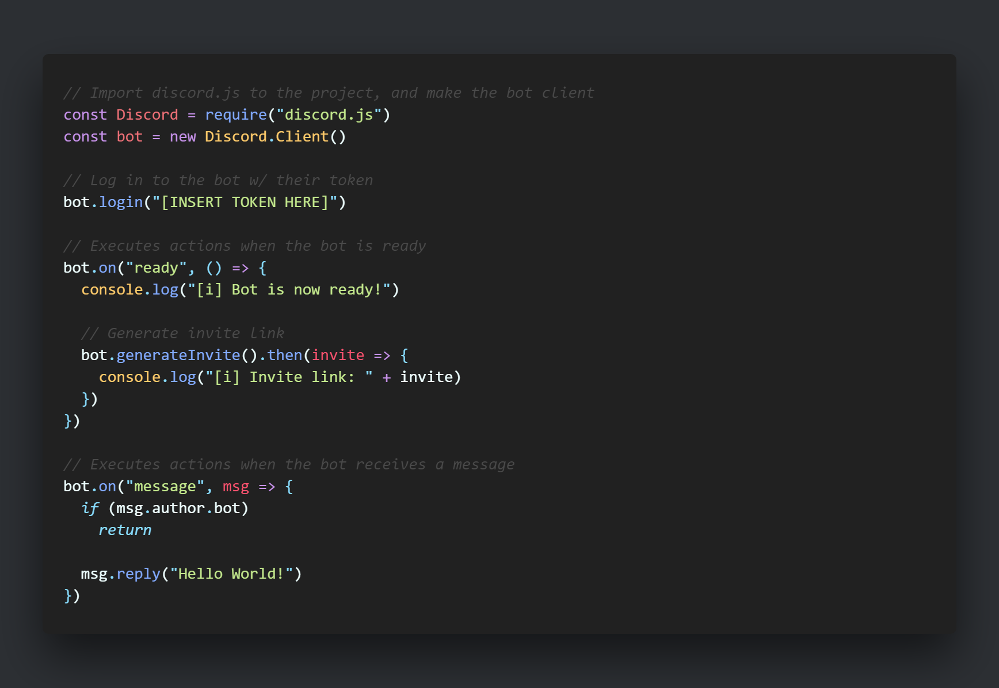 // Import discord.js to the project, and make the bot client
const Discord = require("discord.js")
const bot = new Discord.Client()
// Log in to the bot w/ their token
bot.login("[INSERT TOKEN HERE]")
// Executes actions when the bot is ready
bot.on("ready", () => {
  console.log("[i] Bot is now ready!")
  // Generate invite link
  bot.generateInvite().then(invite => {
    console.log("[i] Invite link: " + invite)
  })
})
// Executes actions when the bot receives a message
bot.on("message", msg => {
  if (msg.author.bot)
    return
  msg.reply("Hello World!")
})